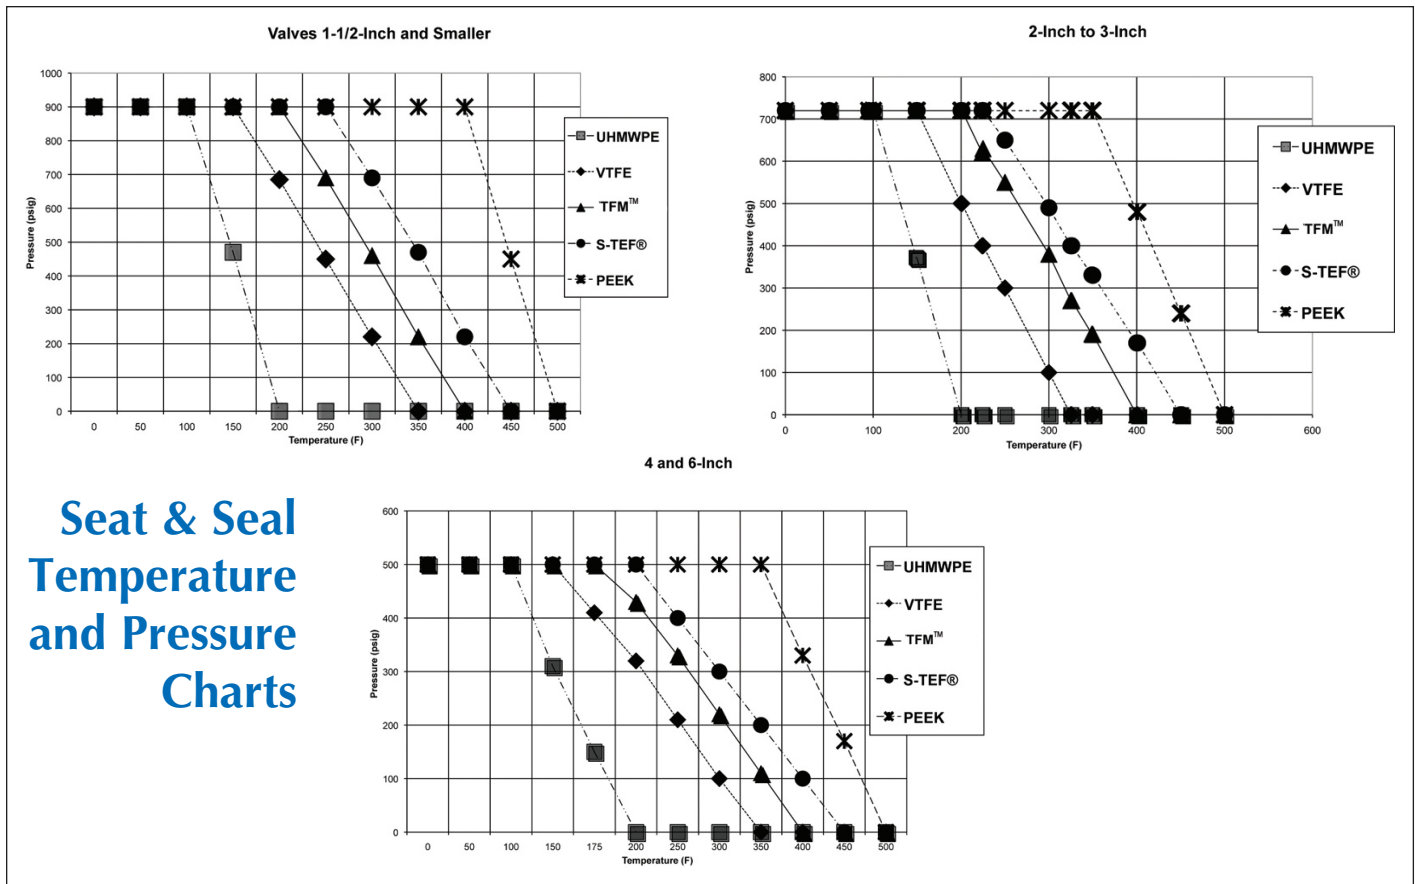 Valves 1-1/2-Inch and Smaller
1000
900
800
700
600
500
400
300
200
100
0
Pressure (psig)
0 50 100 150 200 250 300 350 400 450 500
Temperature (F)
UHMWPE
VTFE
TFM™
S-TEF®
PEEK
2-Inch to 3-Inch
800
700
600
500
400
300
200
100
0
Pressure (psig)
0 100 200 300 400 500 600
Temperature (F)
UHMWPE
VTFE
TFM™
S-TEF®
PEEK
Seat & Seal
Temperature
and Pressure
Charts
4 and 6-Inch
600
500
400
300
200
100
0
Pressure (psig)
0 50 100 150 175 200 250 300 350 400 450 500
Temperature (F)
UHMWPE
VTFE
TFM™
S-TEF®
PEEK